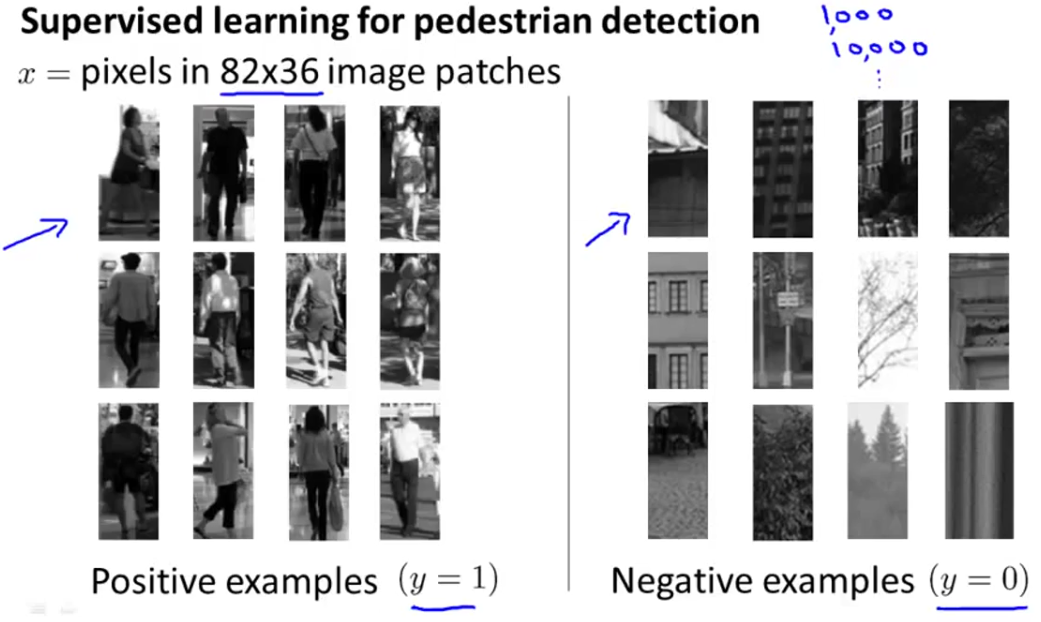 Supervised learning for pedestrian detection
1,000
10,000
⋮
x = pixels in 82x36 image patches
Positive examples (y = 1)
Negative examples (y = 0)